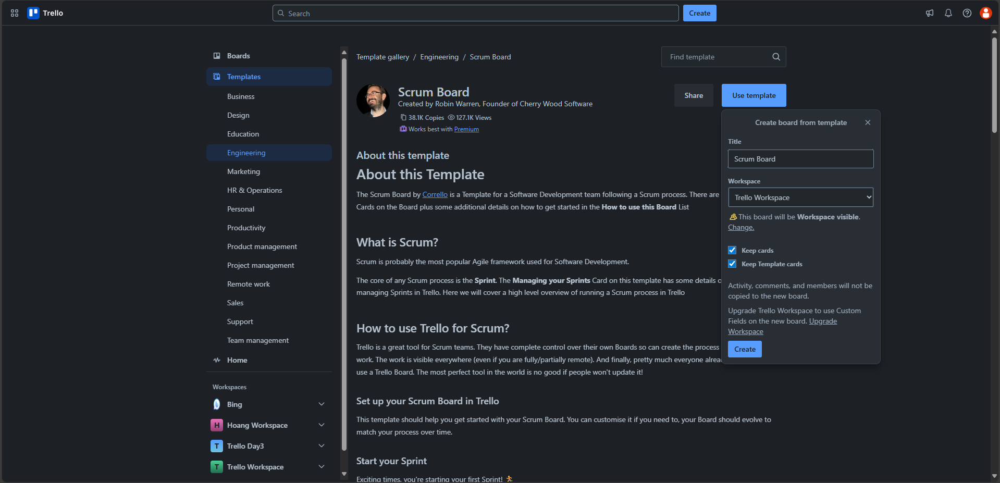 Trello
Search
Create
Boards
Templates
Business
Design
Education
Engineering
Marketing
HR & Operations
Personal
Productivity
Product management
Project management
Remote work
Sales
Support
Team management
Home
Workspaces
Bing
H Hoang Workspace
T Trello Day3
T Trello Workspace
Template gallery / Engineering / Scrum Board
Find template
Scrum Board
Created by Robin Warren, Founder of Cherry Wood Software
38.1K Copies 127.1K Views
Works best with Premium
Share
Use template
About this template
About this Template
The Scrum Board by Corrello is a Template for a Software Development team following a Scrum process. There are
Cards on the Board plus some additional details on how to get started in the How to use this Board List
What is Scrum?
Scrum is probably the most popular Agile framework used for Software Development.
The core of any Scrum process is the Sprint. The Managing your Sprints Card on this template has some details o
managing Sprints in Trello. Here we will cover a high level overview of running a Scrum process in Trello
How to use Trello for Scrum?
Trello is a great tool for Scrum teams. They have complete control over their own Boards so can create the process
work. The work is visible everywhere (even if you are fully/partially remote). And finally, pretty much everyone alrea
use a Trello Board. The most perfect tool in the world is no good if people won't update it!
Set up your Scrum Board in Trello
This template should help you get started with your Scrum Board. You can customise it if you need to, your Board should evolve to
match your process over time.
Start your Sprint
Exciting times, you're starting your first Sprint!
Create board from template
Title
Scrum Board
Workspace
Trello Workspace
This board will be Workspace visible.
Change.
Keep cards
Keep Template cards
Activity, comments, and members will not be
copied to the new board.
Upgrade Trello Workspace to use Custom
Fields on the new board. Upgrade
Workspace
Create